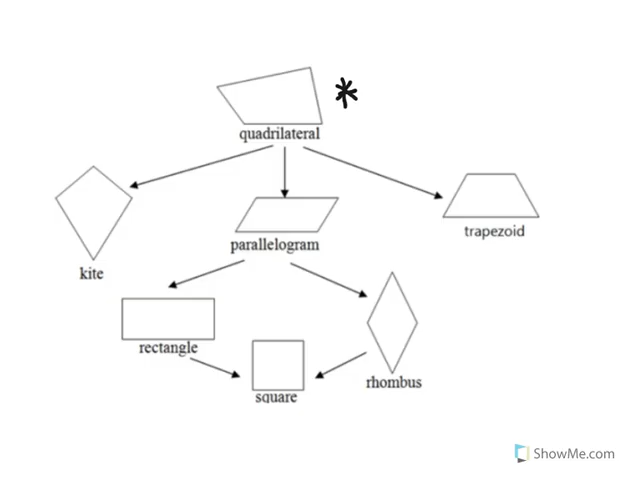 *
quadrilateral
kite
parallelogram
trapezoid
rectangle
square
rhombus
ShowMe.com